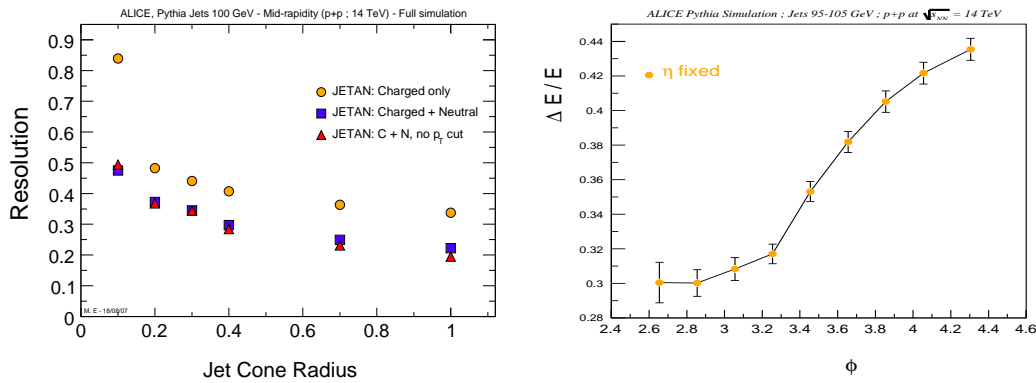 ALICE, Pythia Jets 100 GeV - Mid-rapidity (p+p ; 14 TeV) - Full simulation
0.9
0.8
0.7
0.6
0.5
0.4
0.3
0.2
0.1
0
Resolution
JETAN: Charged only
JETAN: Charged + Neutral
JETAN: C + N, no p_T cut
M. E - 18/08/07
0 0.2 0.4 0.6 0.8 1
Jet Cone Radius
ALICE Pythia Simulation ; Jets 95-105 GeV ; p+p at √s_NN = 14 TeV
0.44
0.42
0.4
0.38
0.36
0.34
0.32
0.3
0.28
Δ E / E
η fixed
2.4 2.6 2.8 3 3.2 3.4 3.6 3.8 4 4.2 4.4 4.6
ϕ